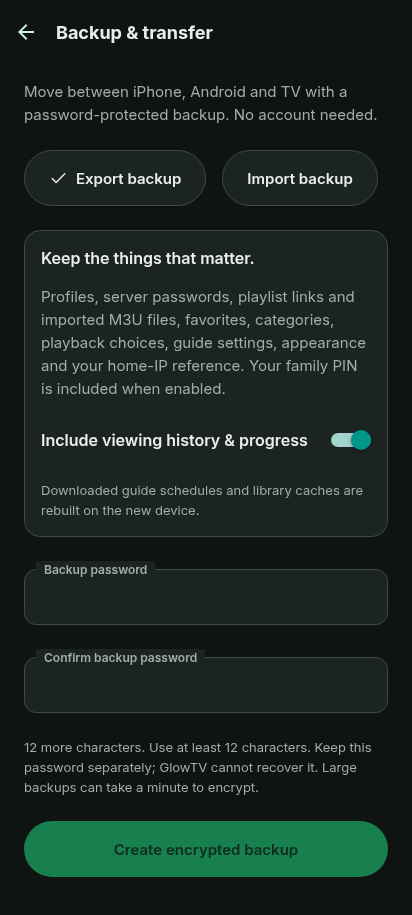 Backup & transfer
Move between iPhone, Android and TV with a
password-protected backup. No account needed.
Export backup
Import backup
Keep the things that matter.
Profiles, server passwords, playlist links and
imported M3U files, favorites, categories,
playback choices, guide settings, appearance
and your home-IP reference. Your family PIN
is included when enabled.
Include viewing history & progress
Downloaded guide schedules and library caches are
rebuilt on the new device.
Backup password
Confirm backup password
12 more characters. Use at least 12 characters. Keep this
password separately; GlowTV cannot recover it. Large
backups can take a minute to encrypt.
Create encrypted backup